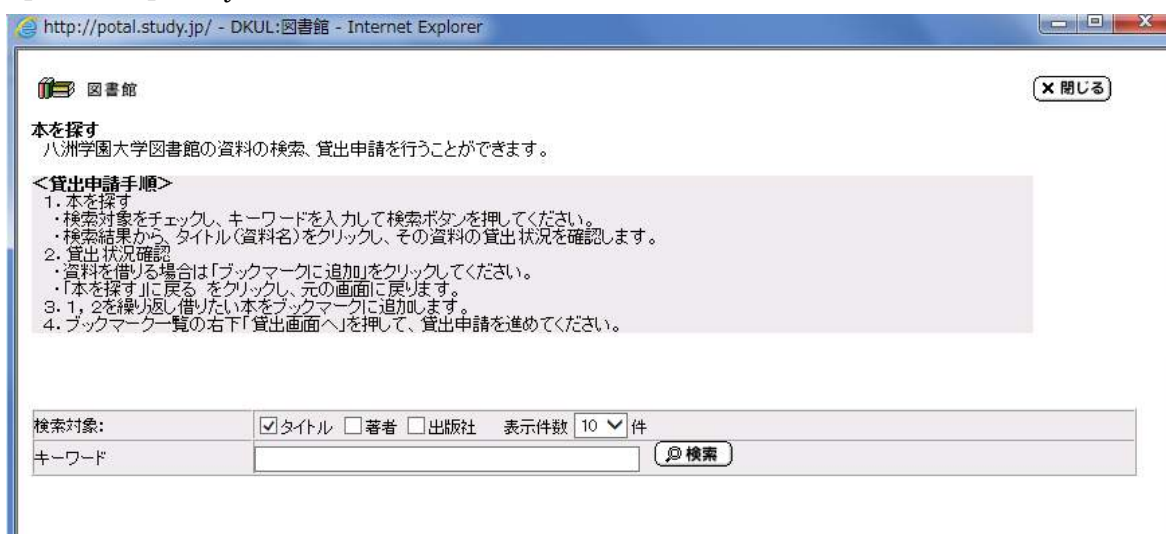 http://potal.study.jp/ - DKUL:図書館 - Internet Explorer
図書館
× 閉じる
本を探す
八洲学園大学図書館の資料の検索、貸出申請を行うことができます。
＜貸出申請手順＞
1. 本を探す
・検索対象をチェックし、キーワードを入力して検索ボタンを押してください。
・検索結果から、タイトル(資料名)をクリックし、その資料の貸出状況を確認します。
2. 貸出状況確認
・資料を借りる場合は「ブックマークに追加」をクリックしてください。
・「本を探す」に戻る をクリックし、元の画面に戻ります。
3. 1, 2を繰り返し借りたい本をブックマークに追加します。
4. ブックマーク一覧の右下「貸出画面へ」を押して、貸出申請を進めてください。
検索対象: タイトル 著者 出版社 表示件数 10 件
キーワード 検索